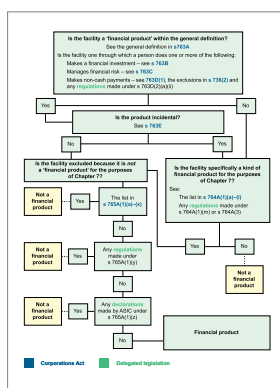 Is the facility a 'financial product' within the general definition?
See the general definition in s763A
Is the facility one through which a person does one or more of the following:
Makes a financial investment – see s 763B
Manages financial risk – see s 763C
Makes non-cash payments – see 763D(1), the exclusions in s 736(2) and
any regulations made under s 763D(2)(a)(ii)
Yes
No
Is the product incidental?
See s 763E
No
Yes
Is the facility excluded because it is not
a 'financial product' for the purposes
of Chapter 7??
Is the facility specifically a kind of
financial product for the purposes
of Chapter 7?
See:
The list in s 764A(1)(a)–(l)
Any regulations made under
s 764A(1)(m) or s 764A(3)
Not a
financial
product
Yes
The list in
s 765A(1)(a)–(x)
No
Yes
No
Not a
financial
product
Yes
Any regulations
made under
s 765A(1)(y)
Not a
financial
product
No
Not a
financial
product
Yes
Any declarations
made by ASIC under
s 765A(1)(z)
No
Financial product
Corporations Act
Delegated legislation